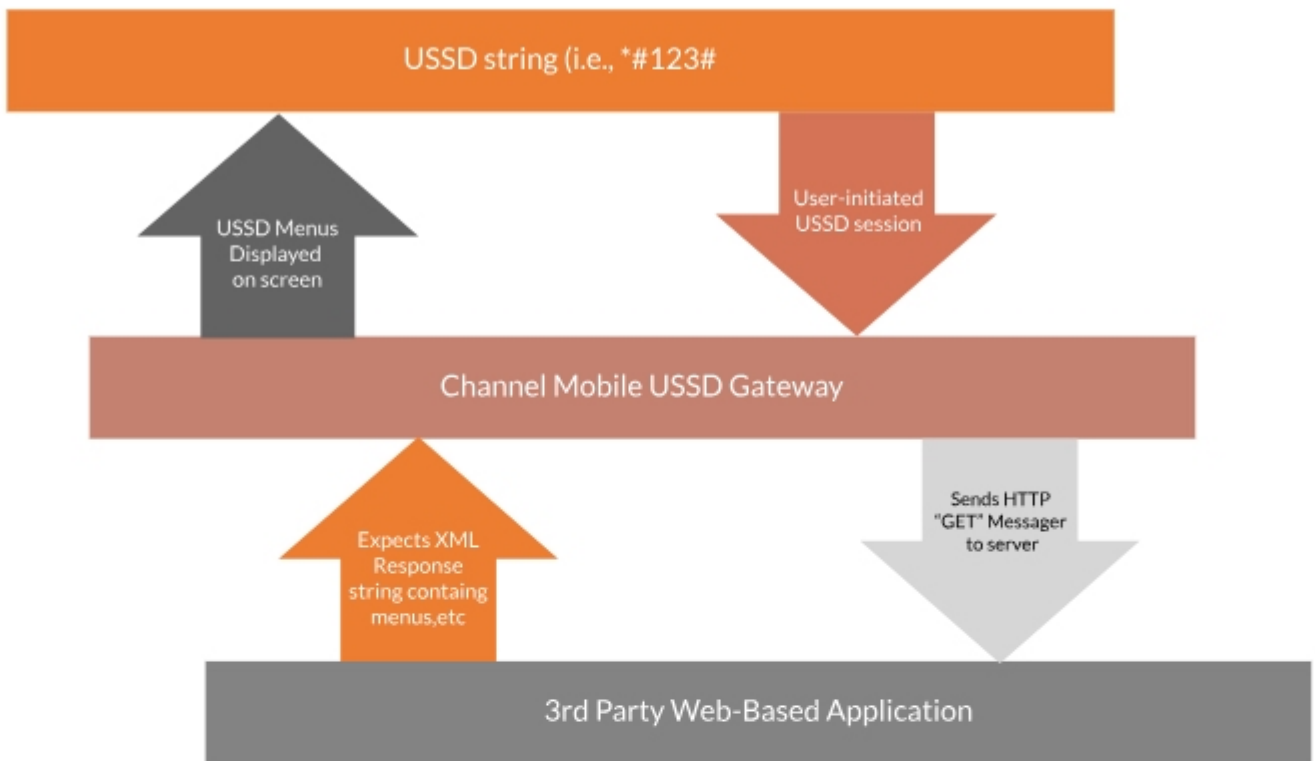 USSD string (i.e., *#123#
USSD Menus
Displayed
on screen
User-initiated
USSD session
Channel Mobile USSD Gateway
Expects XML
Response
string containg
menus,etc
Sends HTTP
“GET” Messager
to server
3rd Party Web-Based Application